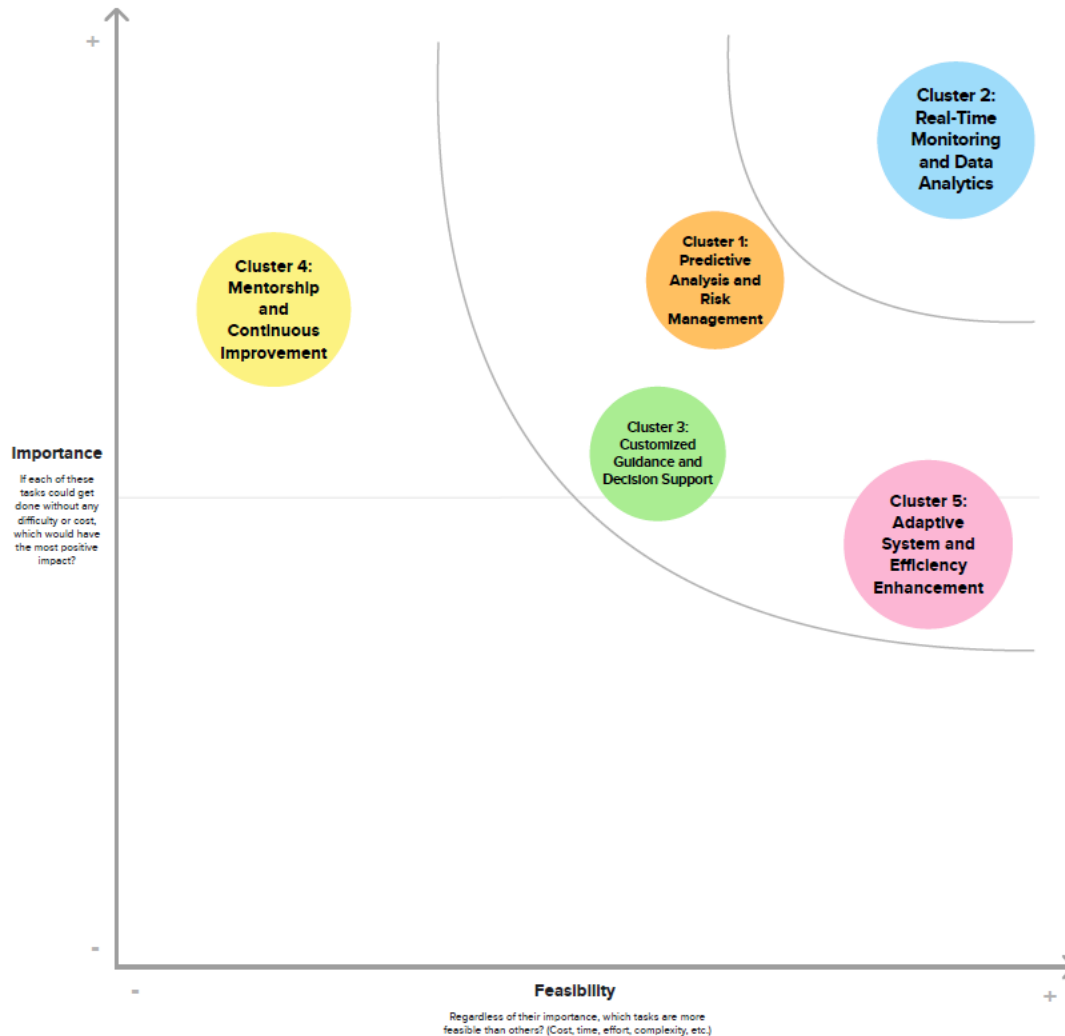 +
Cluster 2:
Real-Time
Monitoring
and Data
Analytics
Cluster 1:
Predictive
Analysis and
Risk
Management
Cluster 4:
Mentorship
and
Continuous
Improvement
Cluster 3:
Customized
Guidance and
Decision Support
Importance
If each of these
tasks could get
done without any
difficulty or cost,
which would have
the most positive
impact?
Cluster 5:
Adaptive
System and
Efficiency
Enhancement
-
-
Feasibility
+
Regardless of their importance, which tasks are more
feasible than others? (Cost, time, effort, complexity, etc.)